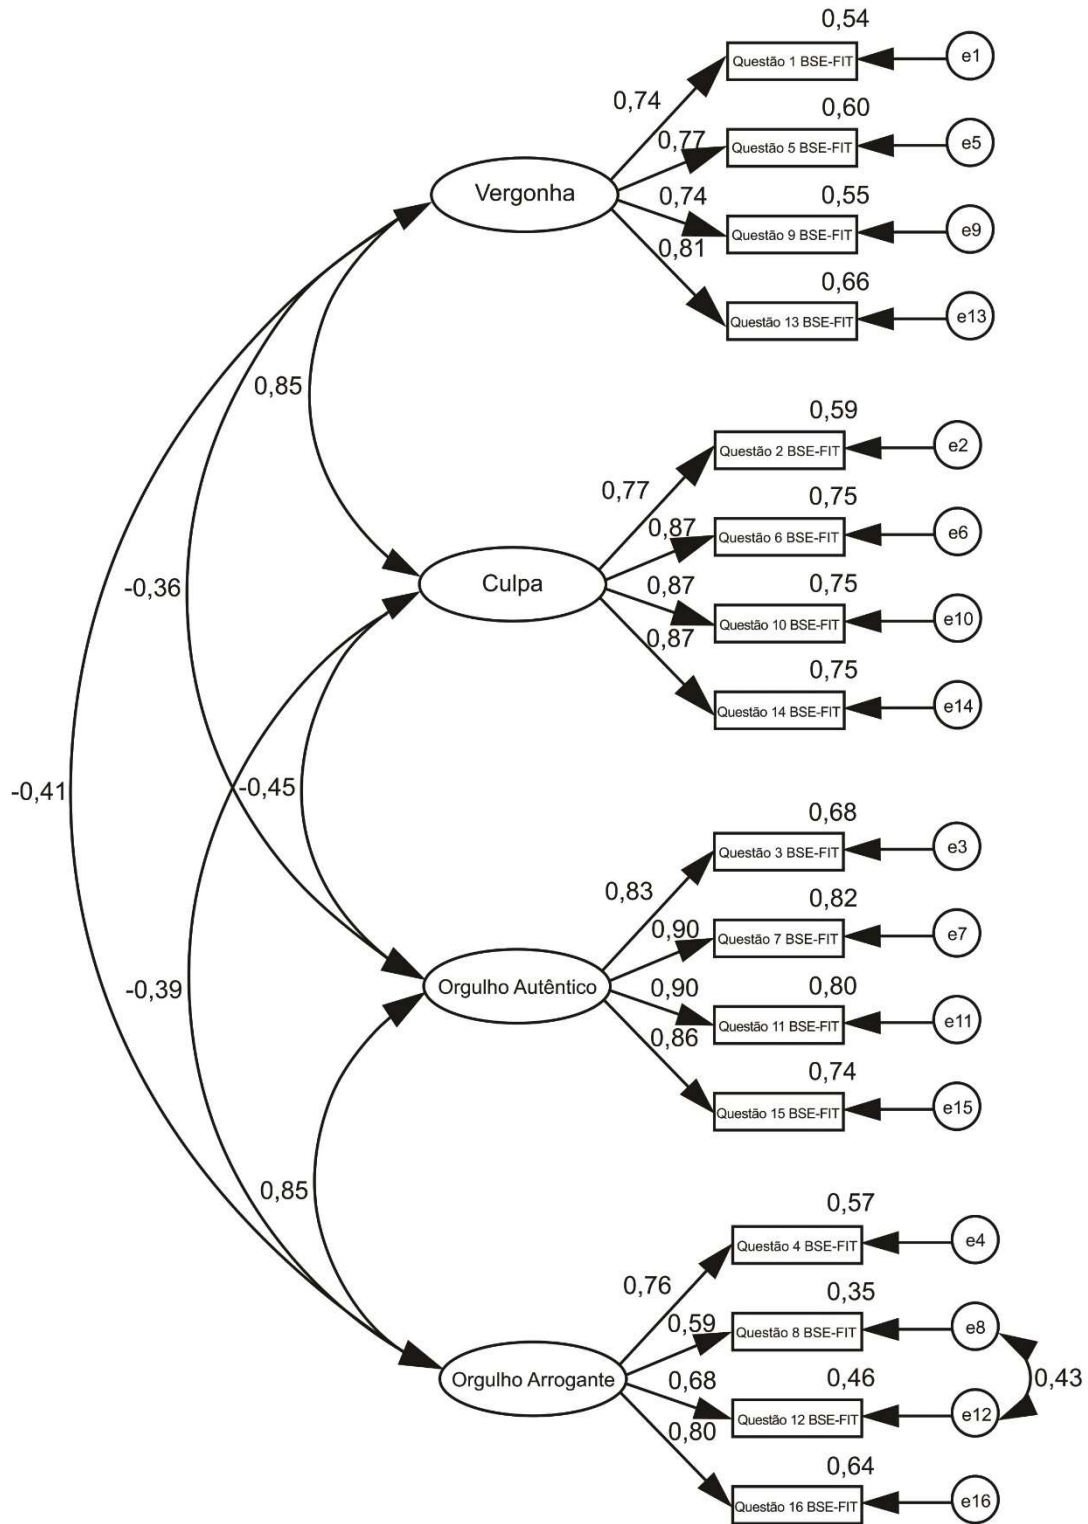 0,54
Questão 1 BSE-FIT
e1
0,74
0,60
Questão 5 BSE-FIT
e5
0,77
Vergonha
0,74
0,55
Questão 9 BSE-FIT
e9
0,81
0,66
Questão 13 BSE-FIT
e13
0,85
0,59
Questão 2 BSE-FIT
e2
0,77
0,75
Questão 6 BSE-FIT
e6
0,87
Culpa
-0,36
0,87
0,75
Questão 10 BSE-FIT
e10
0,87
0,75
Questão 14 BSE-FIT
e14
-0,41
-0,45
0,68
Questão 3 BSE-FIT
e3
0,83
0,82
Questão 7 BSE-FIT
e7
0,90
Orgulho Autêntico
-0,39
0,90
0,80
Questão 11 BSE-FIT
e11
0,86
0,74
Questão 15 BSE-FIT
e15
0,85
0,57
Questão 4 BSE-FIT
e4
0,76
0,35
Questão 8 BSE-FIT
e8
0,59
Orgulho Arrogante
0,68
0,46
0,43
Questão 12 BSE-FIT
e12
0,80
0,64
Questão 16 BSE-FIT
e16